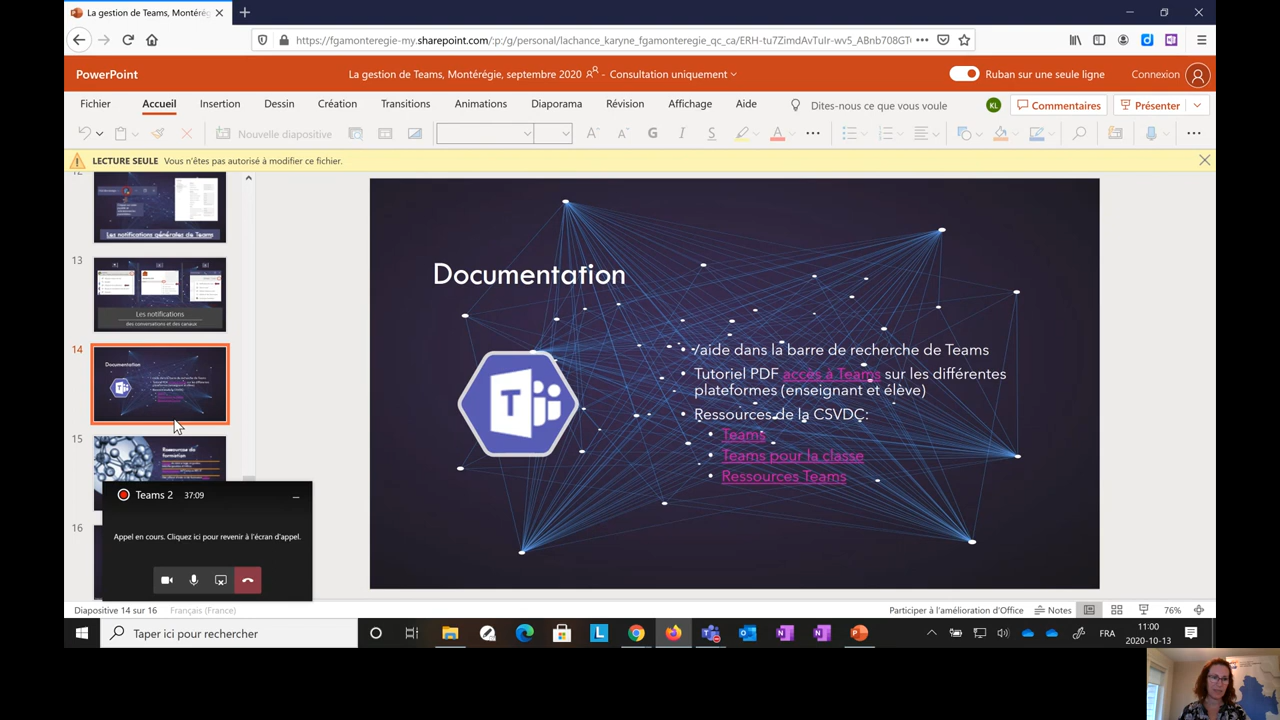 La gestion de Teams, Montérég
https://fgamonteregie-my.sharepoint.com/:p:/g/personal/lachance_karyne_fgamonteregie_qc_ca/ERH-tu7ZimdAvTuIr-wv5_ABnb708GT
PowerPoint
La gestion de Teams, Montérégie, septembre 2020 - Consultation uniquement
Ruban sur une seule ligne
Connexion
Fichier Accueil Insertion Dessin Création Transitions Animations Diaporama Révision Affichage Aide
Dites-nous ce que vous voulez
KL
Commentaires
Présenter
Nouvelle diapositive
G I S A
LECTURE SEULE Vous n'êtes pas autorisé à modifier ce fichier.
12
Les notifications générales de Teams
13
Les notifications
des conversations et des canaux
14
Documentation
15
Ressources de
formation
16
Documentation
• /aide dans la barre de recherche de Teams
• Tutoriel PDF accès à Teams sur les différentes
plateformes (enseignant et élève)
• Ressources de la CSVDC:
• Teams
• Teams pour la classe
• Ressources Teams
Teams 2 37:09
Appel en cours. Cliquez ici pour revenir à l'écran d'appel.
Diapositive 14 sur 16
Français (France)
Participer à l'amélioration d'Office
Notes
76%
Taper ici pour rechercher
FRA
11:00
2020-10-13